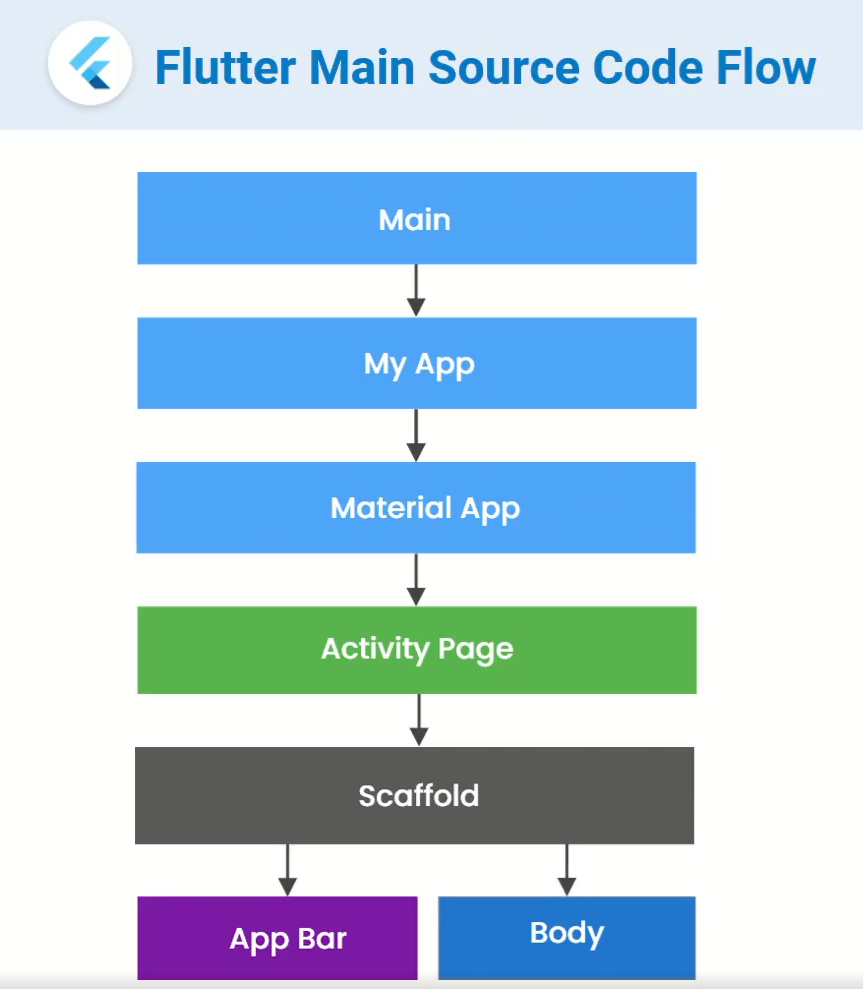 Flutter Main Source Code Flow
Main
My App
Material App
Activity Page
Scaffold
App Bar
Body